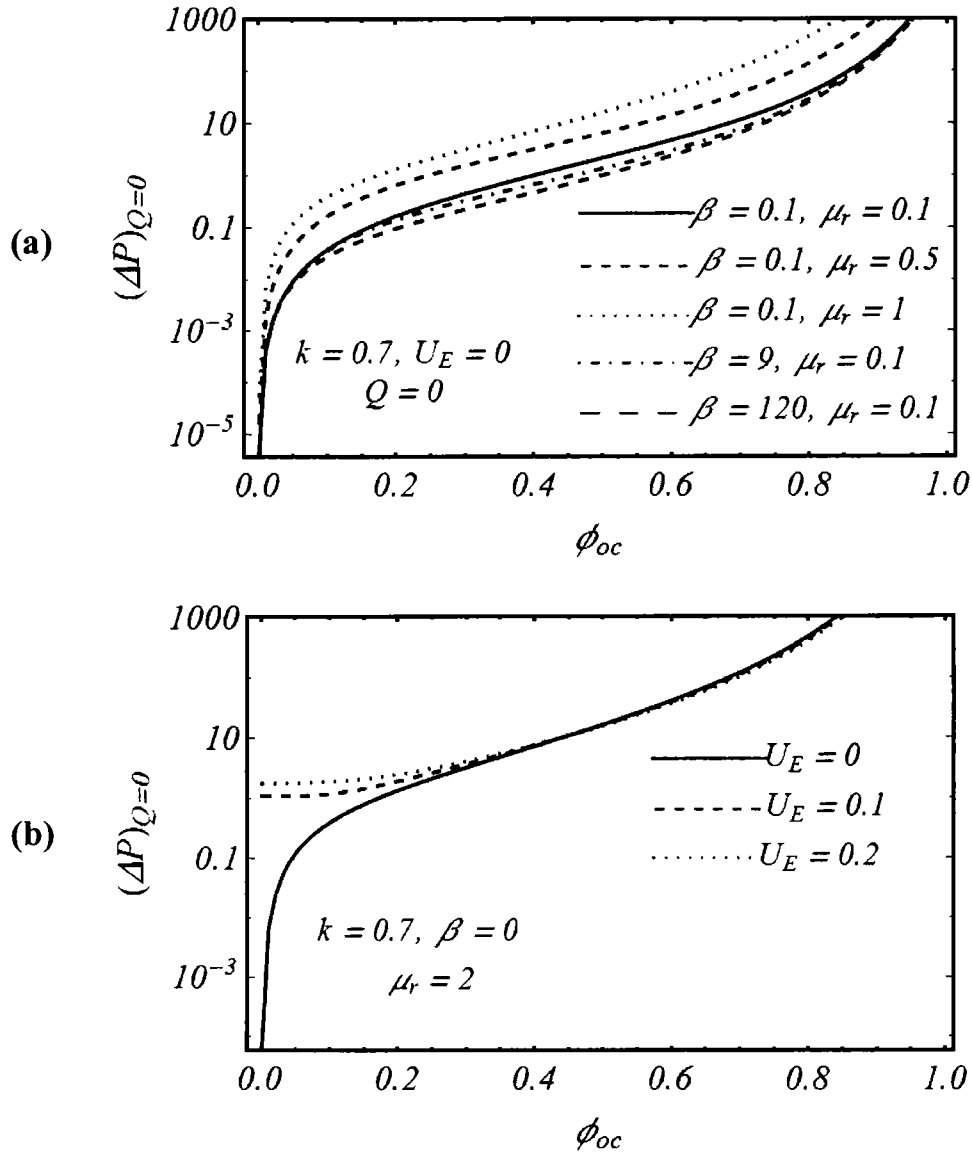 (a)
(ΔP)Q=0
1000
10
0.1
10⁻³
10⁻⁵
β = 0.1, μr = 0.1
β = 0.1, μr = 0.5
β = 0.1, μr = 1
β = 9, μr = 0.1
β = 120, μr = 0.1
k = 0.7, UE = 0
Q = 0
0.0 0.2 0.4 0.6 0.8 1.0
ϕoc
(b)
(ΔP)Q=0
1000
10
0.1
10⁻³
UE = 0
UE = 0.1
UE = 0.2
k = 0.7, β = 0
μr = 2
0.0 0.2 0.4 0.6 0.8 1.0
ϕoc